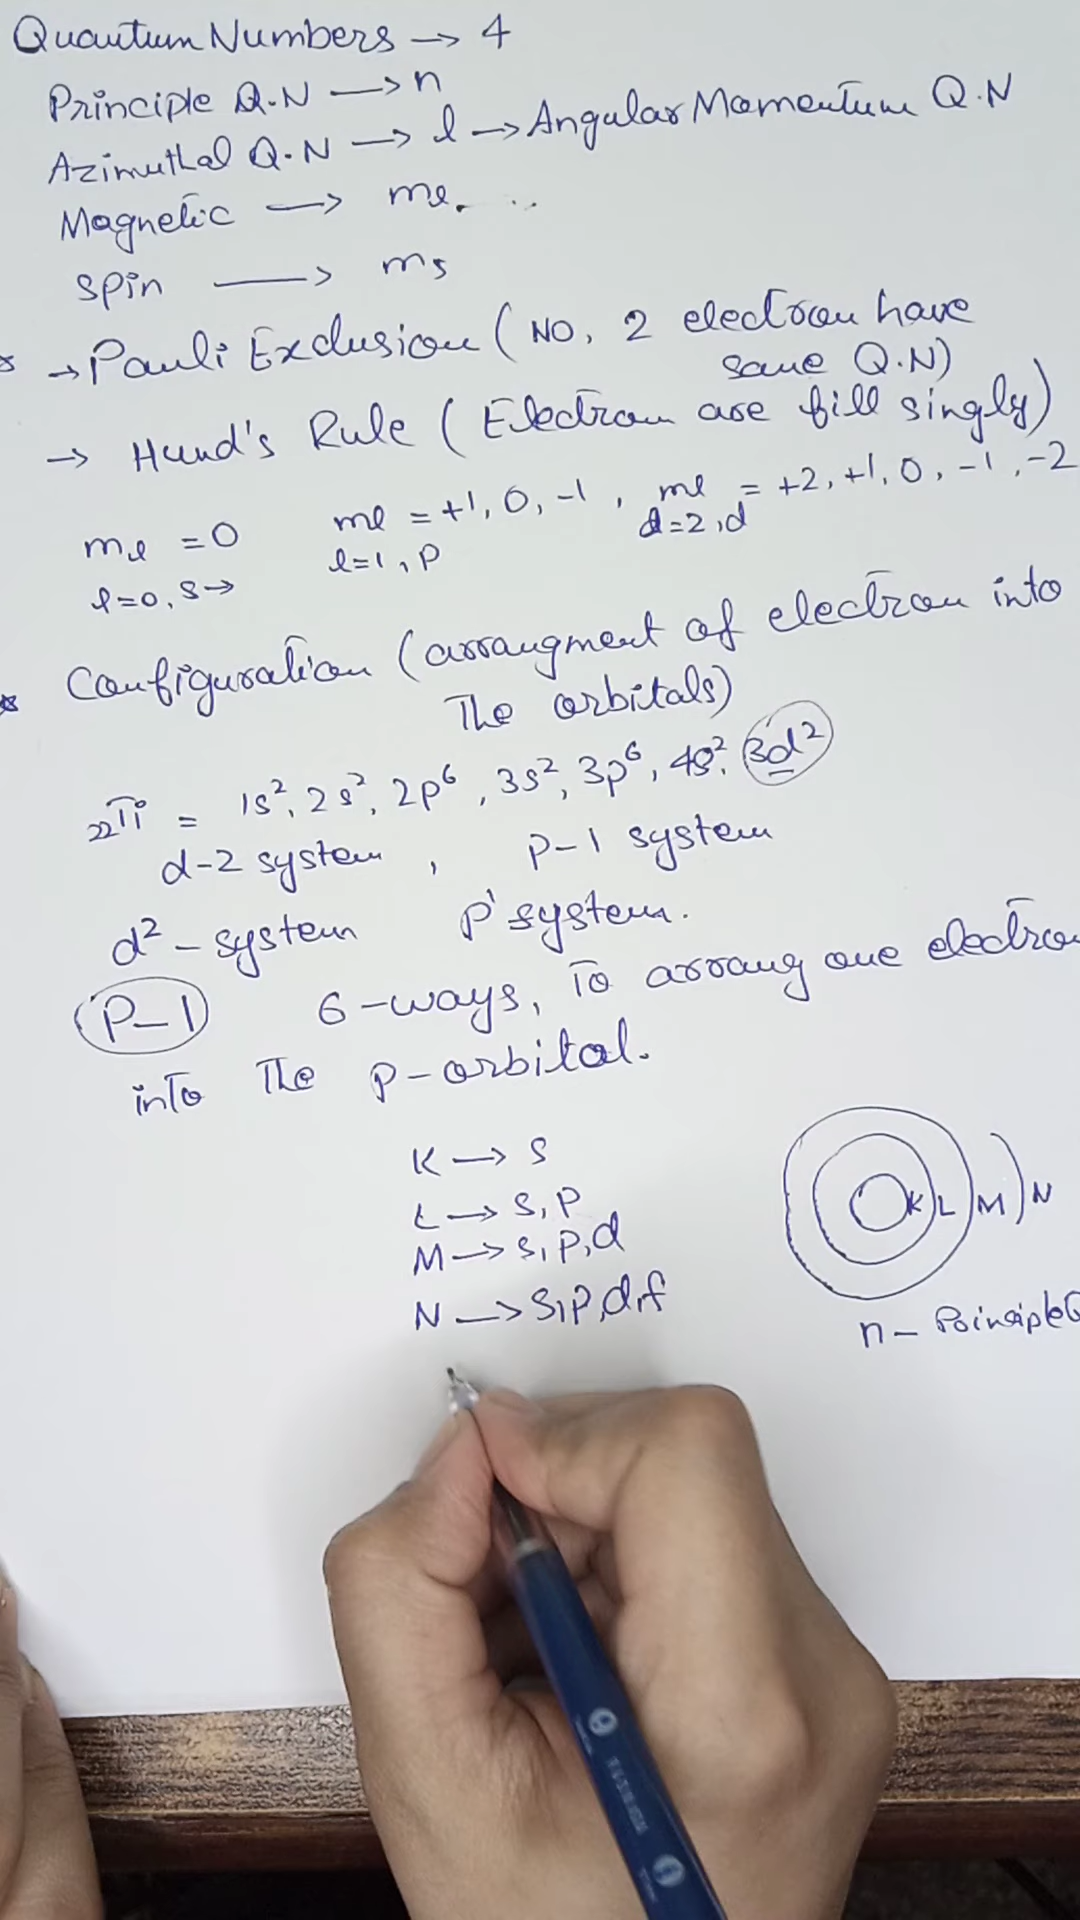 Quantum Numbers → 4
Principle Q.N → n
Azimuthal Q.N → l → Angular Momentum Q.N
Magnetic → ml
Spin → ms
→ Pauli Exclusion (NO, 2 electron have
same Q.N)
→ Hund's Rule (Electron are fill singly)
ml = 0 ml = +1, 0, -1, ml = +2, +1, 0, -1, -2
l=0, s→ l=1, p d=2, d
Configuration (arrangment of electron into
The orbitals)
22Ti = 1s², 2s², 2p⁶, 3s², 3p⁶, 4s², 3d²
d-2 system, p-1 system
d² - system p¹ system.
P-1 6-ways, To arrang one electron
into The p-orbital.
K → s
L → s, p
M → s, p, d
N → s, p, d, f
K L M N
n - Poinciple Q